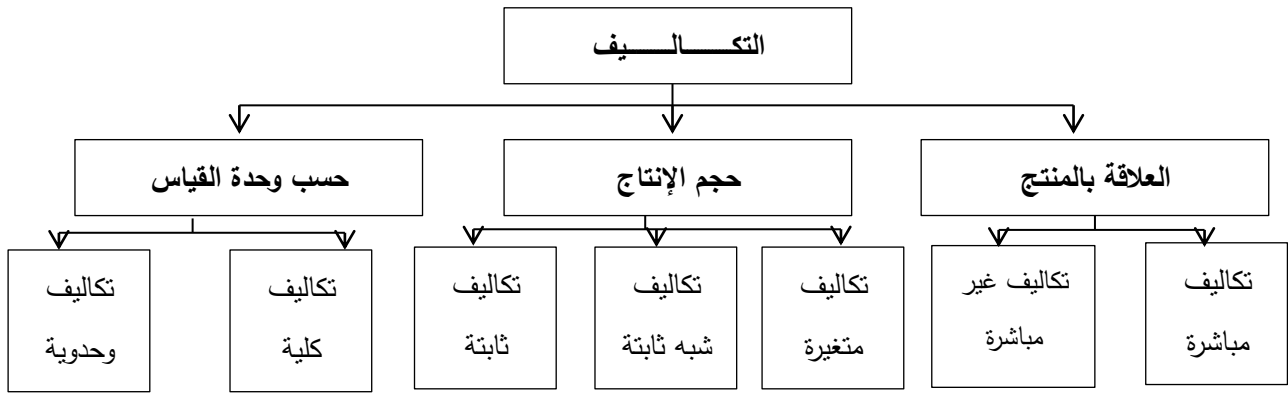 التكـــــــاليف
العلاقة بالمنتج
حجم الإنتاج
حسب وحدة القياس
تكاليف
مباشرة
تكاليف غير
مباشرة
تكاليف
متغيرة
تكاليف
شبه ثابتة
تكاليف
ثابتة
تكاليف
كلية
تكاليف
وحدوية